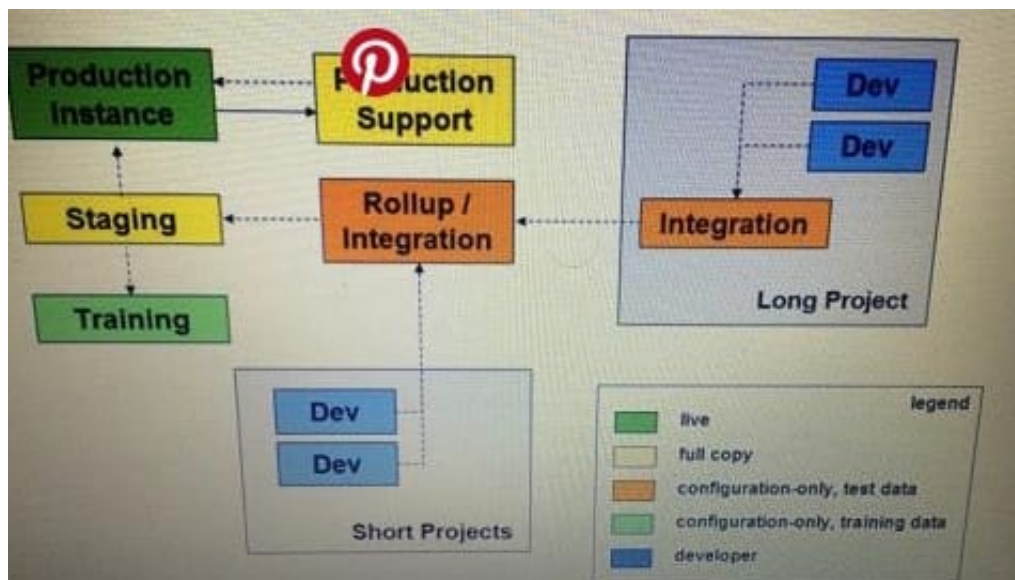 Production
Instance
Support
Dev
Dev
Staging
Rollup /
Integration
Integration
Long Project
Training
Dev
Dev
Short Projects
legend
live
full copy
configuration-only, test data
configuration-only, training data
developer